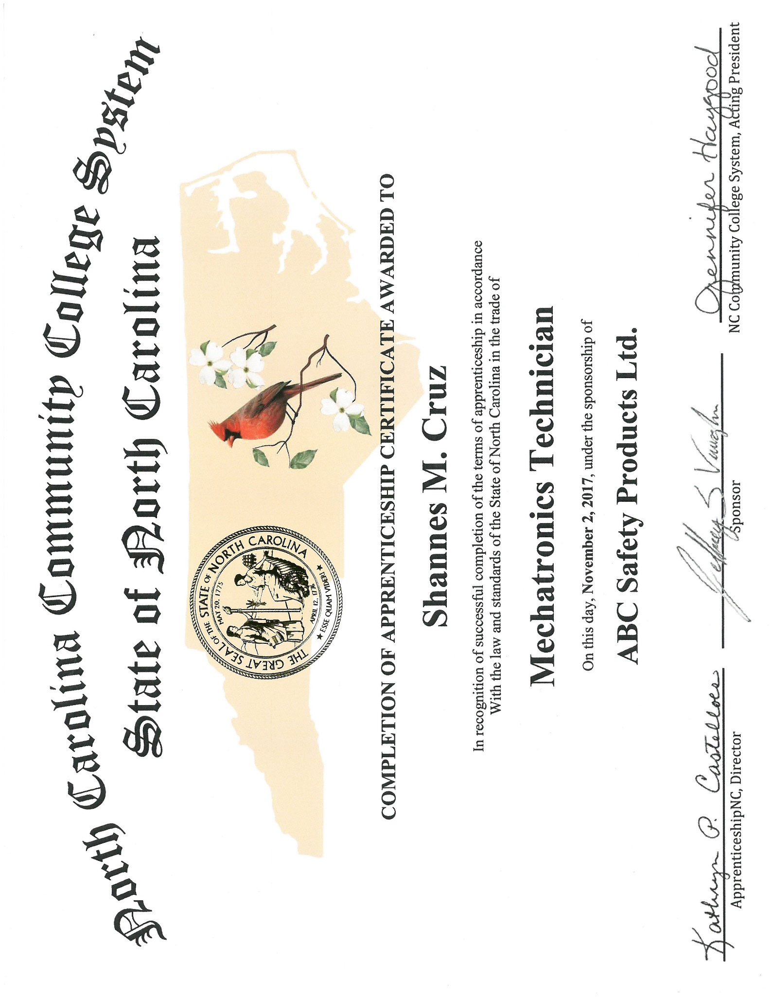 North Carolina Community College System
State of North Carolina
THE GREAT SEAL OF THE STATE OF NORTH CAROLINA
MAY 20, 1775
APRIL 12, 1776
★ ESSE QUAM VIDERI ★
COMPLETION OF APPRENTICESHIP CERTIFICATE AWARDED TO
Shannes M. Cruz
In recognition of successful completion of the terms of apprenticeship in accordance
With the law and standards of the State of North Carolina in the trade of
Mechatronics Technician
On this day, November 2, 2017, under the sponsorship of
ABC Safety Products Ltd.
Kathryn P. Castelloes Jeffrey S Vaughn Jennifer Haygood
ApprenticeshipNC, Director Sponsor NC Community College System, Acting President